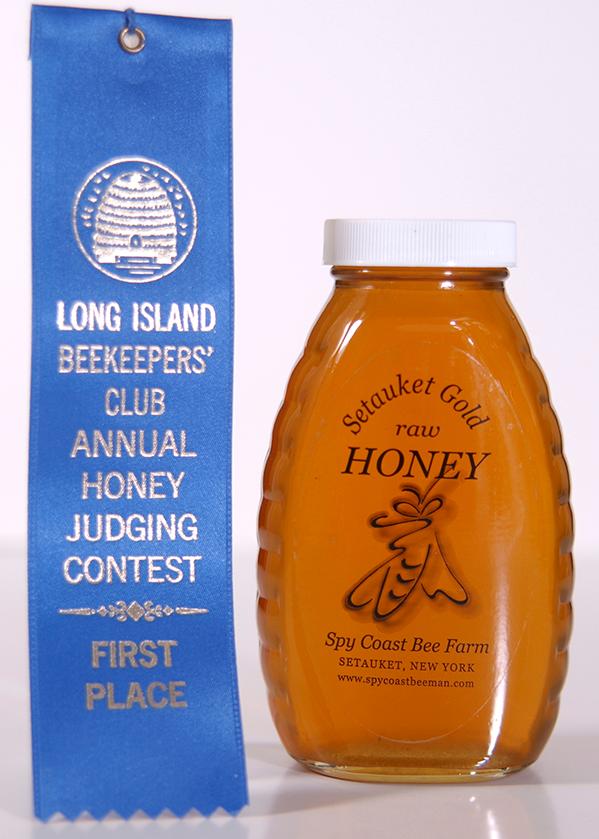 LONG ISLAND
BEEKEEPERS'
CLUB
ANNUAL
HONEY
JUDGING
CONTEST
FIRST
PLACE
Setauket Gold
raw
HONEY
Spy Coast Bee Farm
SETAUKET, NEW YORK
www.spycoastbeeman.com